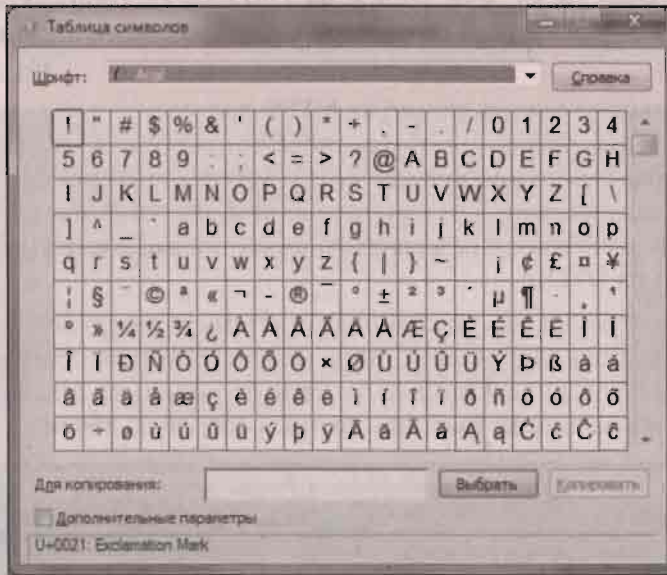 Таблица символов
Шрифт: Arial Справка
! " # $ % & ' ( ) * + , - . / 0 1 2 3 4
5 6 7 8 9 : ; < = > ? @ A B C D E F G H
I J K L M N O P Q R S T U V W X Y Z [ \
] ^ _ ` a b c d e f g h i j k l m n o p
q r s t u v w x y z { | } ~ ¡ ¢ £ ¤ ¥
¦ § ¨ © ª « ¬ - ® ¯ ° ± ² ³ ´ µ ¶ · ¸ ¹
º » ¼ ½ ¾ ¿ À Á Â Ã Ä Å Æ Ç È É Ê Ë Ì Í
Î Ï Ð Ñ Ò Ó Ô Õ Ö × Ø Ù Ú Û Ü Ý Þ ß à á
â ã ä å æ ç è é ê ë ì í î ï ð ñ ò ó ô õ
ö ÷ ø ù ú û ü ý þ ÿ Ā ā Ă ă Ą ą Ć ć Ĉ ĉ
Для копирования: Выбрать Копировать
Дополнительные параметры
U+0021: Exclamation Mark